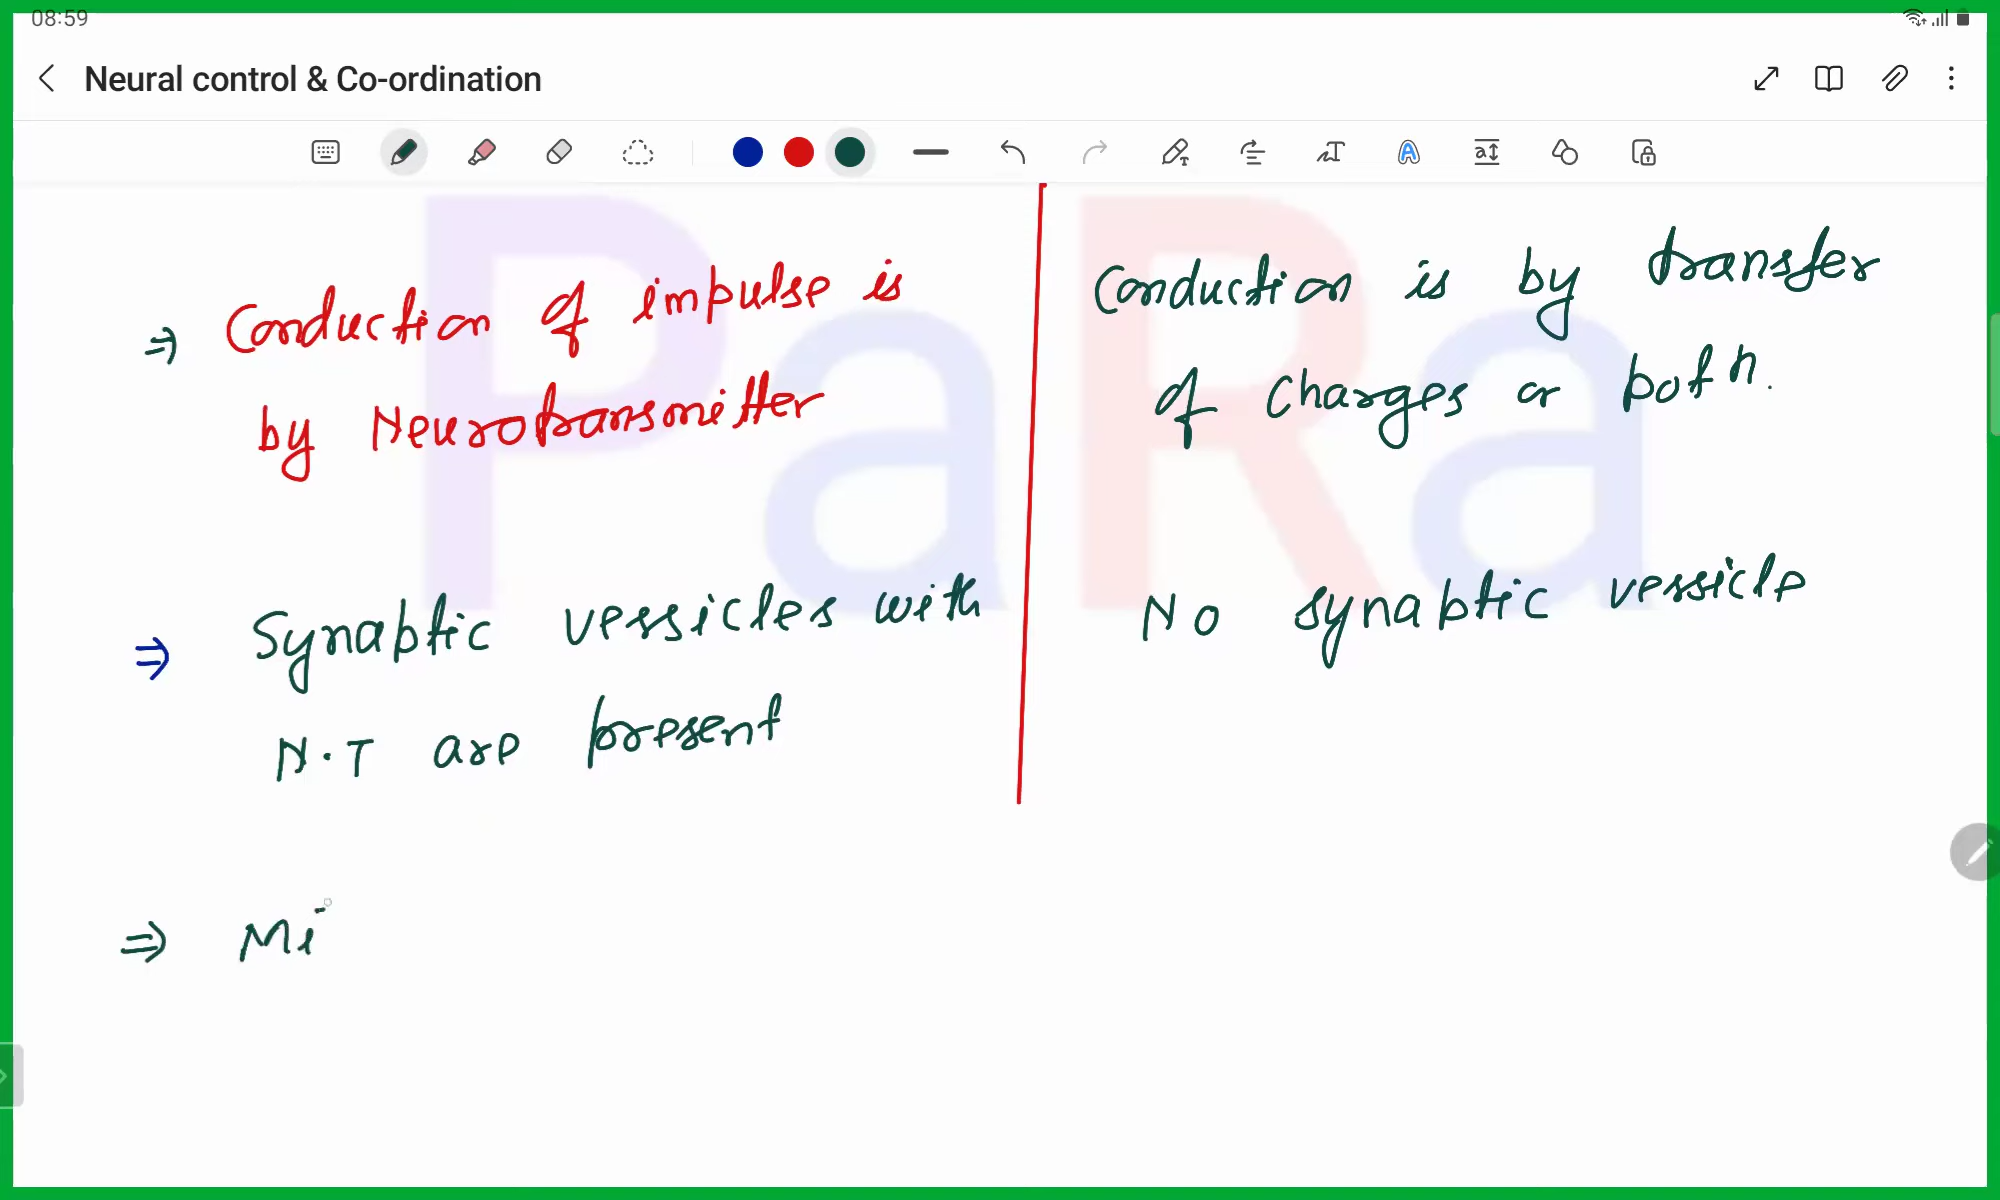 08:59
Neural control & Co-ordination
PaRa
⇒ Conduction of impulse is
by Neurotransmitter
⇒ Synaptic vessicles with
N.T are present
⇒ Mi
Conduction is by transfer
of charges or both.
No synaptic vessicle